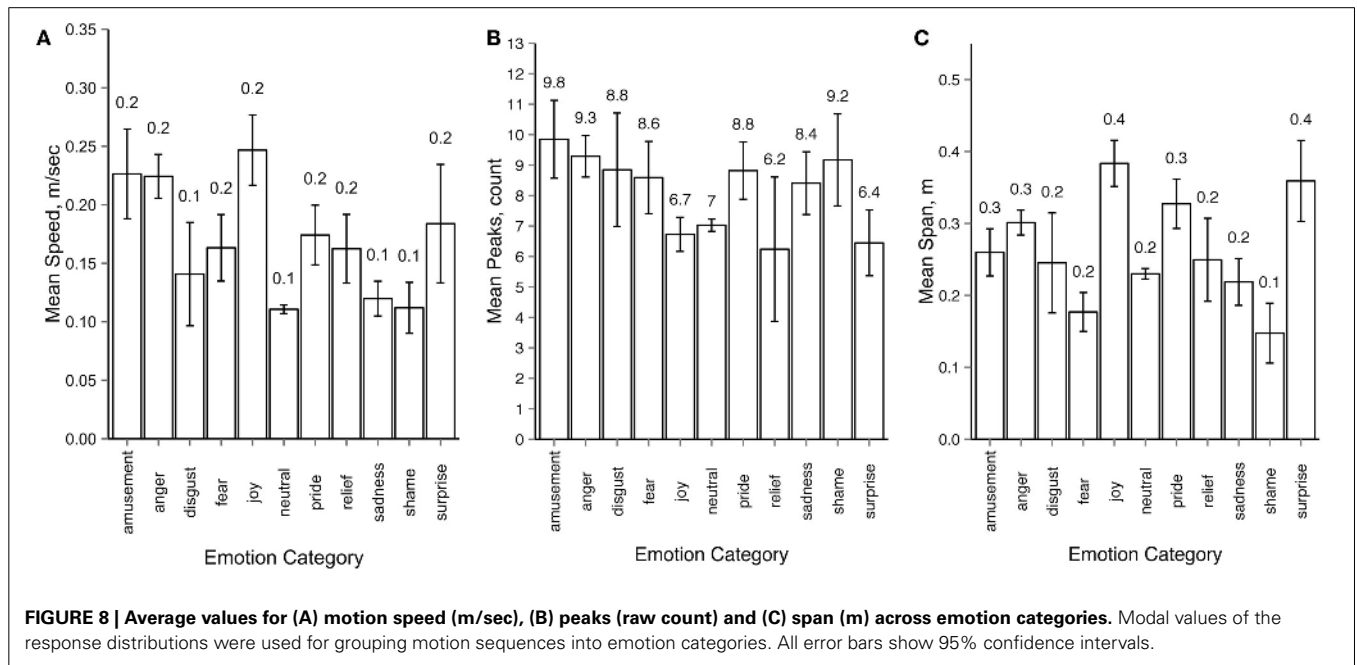 A
0.35
0.30
0.25
0.20
0.15
0.10
0.05
0.00
Mean Speed, m/sec
0.2
0.2
0.1
0.2
0.2
0.1
0.2
0.2
0.1
0.1
0.2
amusement
anger
disgust
fear
joy
neutral
pride
relief
sadness
shame
surprise
Emotion Category
B
13
12
11
10
9
8
7
6
5
4
3
2
1
0
Mean Peaks, count
9.8
9.3
8.8
8.6
6.7
7
8.8
6.2
8.4
9.2
6.4
amusement
anger
disgust
fear
joy
neutral
pride
relief
sadness
shame
surprise
Emotion Category
C
0.5
0.4
0.3
0.2
0.1
0.0
Mean Span, m
0.3
0.3
0.2
0.2
0.4
0.2
0.3
0.2
0.2
0.1
0.4
amusement
anger
disgust
fear
joy
neutral
pride
relief
sadness
shame
surprise
Emotion Category
FIGURE 8 | Average values for (A) motion speed (m/sec), (B) peaks (raw count) and (C) span (m) across emotion categories. Modal values of the
response distributions were used for grouping motion sequences into emotion categories. All error bars show 95% confidence intervals.